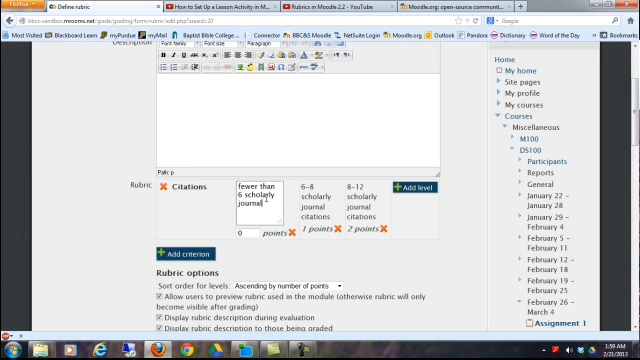 Firefox
Define rubric
How to Set Up a Lesson Activity in M...
Rubrics in Moodle 2.2 - YouTube
Moodle.org: open-source communit...
bbcs-sandbox.mrooms.net/grade/grading/form/rubric/edit.php?areaid=20
Google
Most Visited
Blearn
myPurdue
myBI
Baptist Bible College ...
Connector
BBC&S Moodle
NetSuite Login
Pandora
Dictionary
Word of the Day
Bookmarks
Description
Font family
Font size
Paragraph
Path: p
Rubric
Citations
fewer than
6 scholarly
journal
0 points
6-8
scholarly
journal
citations
1 points
8-12
scholarly
journal
citations
2 points
Add level
Add criterion
Rubric options
Sort order for levels: Ascending by number of points
Allow users to preview rubric used in the module (otherwise rubric will only
become visible after grading)
Display rubric description during evaluation
Display rubric description to those being graded
Home
My home
Site pages
My profile
My courses
Courses
Miscellaneous
M100
DS100
Participants
Reports
General
January 22 -
January 28
January 29 -
February 4
February 5 -
February 11
February 12 -
February 18
February 19 -
February 25
February 26 -
March 4
Assignment 1
1:59 AM
2/21/2013